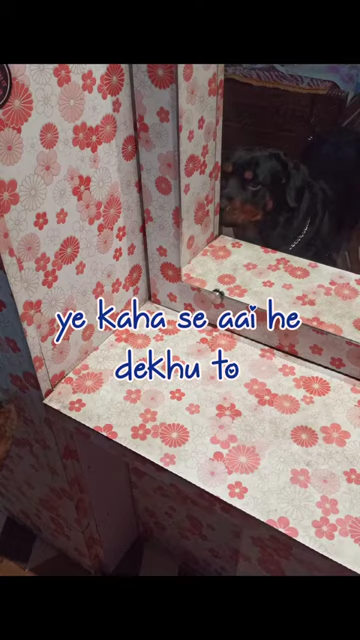 ye kaha se aai he
dekhu to